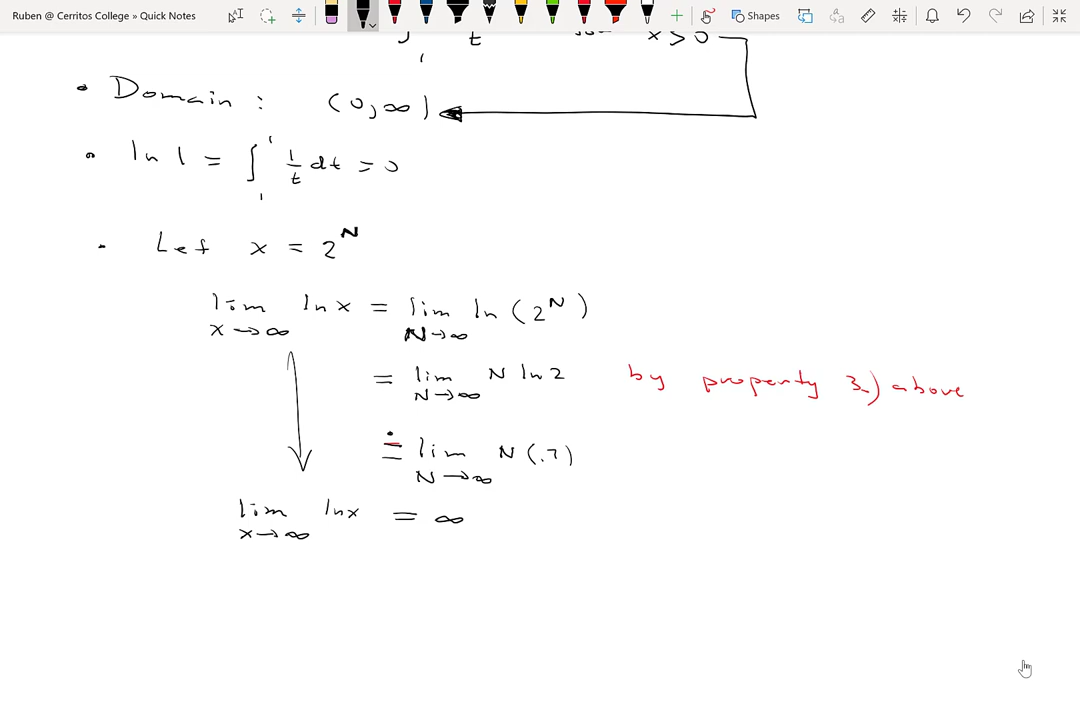 Ruben @ Cerritos College » Quick Notes
Shapes
t x > 0
• Domain : (0, ∞)
• ln 1 = ∫₁¹ 1/t dt = 0
• Let x = 2^N
lim x→∞ ln x = lim N→∞ ln (2^N)
= lim N→∞ N ln 2 by property 3.) above
≐ lim N→∞ N (.7)
lim x→∞ ln x = ∞